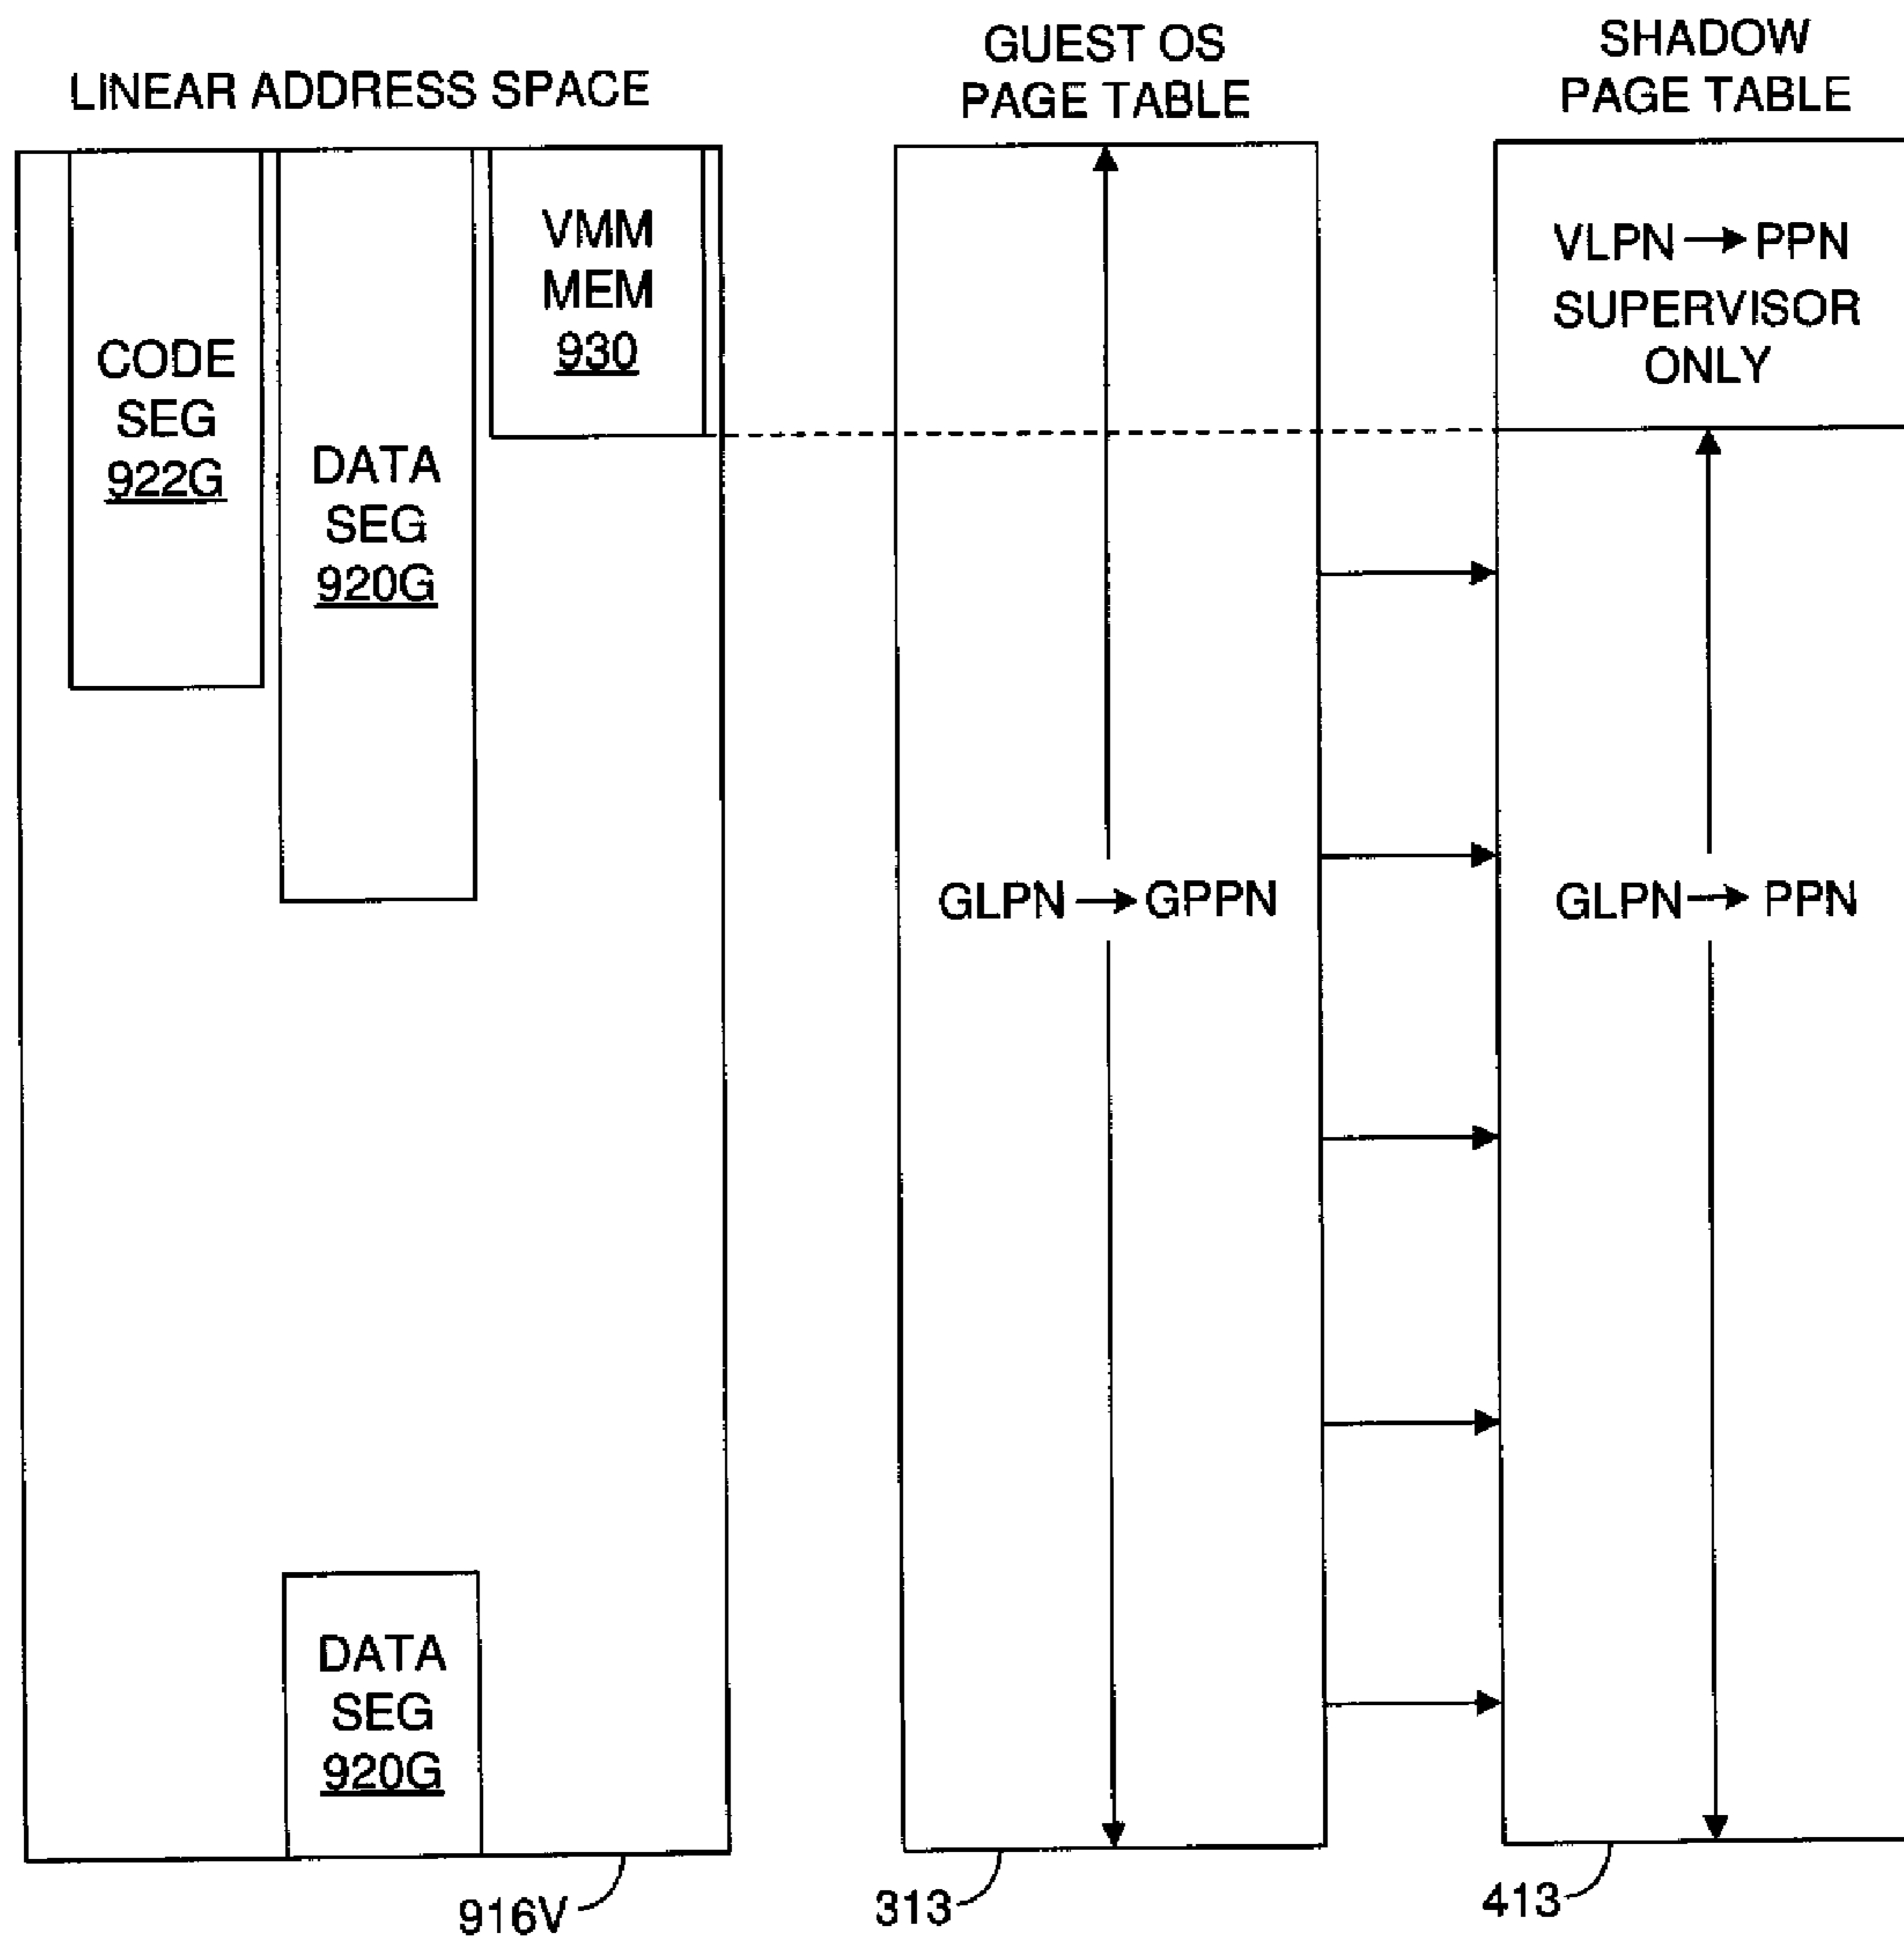 LINEAR ADDRESS SPACE
GUEST OS
PAGE TABLE
SHADOW
PAGE TABLE
CODE
SEG
922G
DATA
SEG
920G
VMM
MEM
930
VLPN → PPN
SUPERVISOR
ONLY
GLPN → GPPN
GLPN → PPN
DATA
SEG
920G
916V
313
413